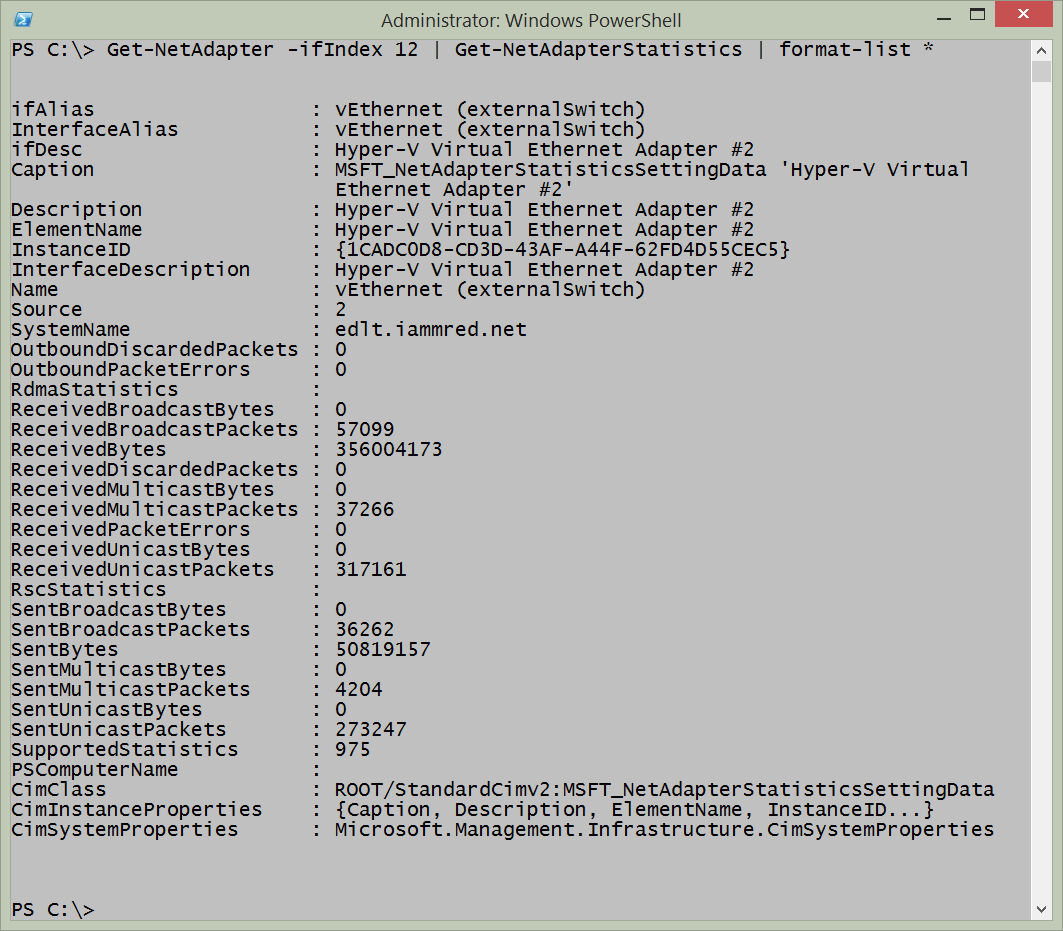 Administrator: Windows PowerShell
PS C:\> Get-NetAdapter -ifIndex 12 | Get-NetAdapterStatistics | format-list *
ifAlias : vEthernet (externalSwitch)
InterfaceAlias : vEthernet (externalSwitch)
ifDesc : Hyper-V Virtual Ethernet Adapter #2
Caption : MSFT_NetAdapterStatisticsSettingData 'Hyper-V Virtual
Ethernet Adapter #2'
Description : Hyper-V Virtual Ethernet Adapter #2
ElementName : Hyper-V Virtual Ethernet Adapter #2
InstanceID : {1CADC0D8-CD3D-43AF-A44F-62FD4D55CEC5}
InterfaceDescription : Hyper-V Virtual Ethernet Adapter #2
Name : vEthernet (externalSwitch)
Source : 2
SystemName : edlt.iammred.net
OutboundDiscardedPackets : 0
OutboundPacketErrors : 0
RdmaStatistics :
ReceivedBroadcastBytes : 0
ReceivedBroadcastPackets : 57099
ReceivedBytes : 356004173
ReceivedDiscardedPackets : 0
ReceivedMulticastBytes : 0
ReceivedMulticastPackets : 37266
ReceivedPacketErrors : 0
ReceivedUnicastBytes : 0
ReceivedUnicastPackets : 317161
RscStatistics :
SentBroadcastBytes : 0
SentBroadcastPackets : 36262
SentBytes : 50819157
SentMulticastBytes : 0
SentMulticastPackets : 4204
SentUnicastBytes : 0
SentUnicastPackets : 273247
SupportedStatistics : 975
PSComputerName :
CimClass : ROOT/StandardCimv2:MSFT_NetAdapterStatisticsSettingData
CimInstanceProperties : {Caption, Description, ElementName, InstanceID...}
CimSystemProperties : Microsoft.Management.Infrastructure.CimSystemProperties
PS C:\>